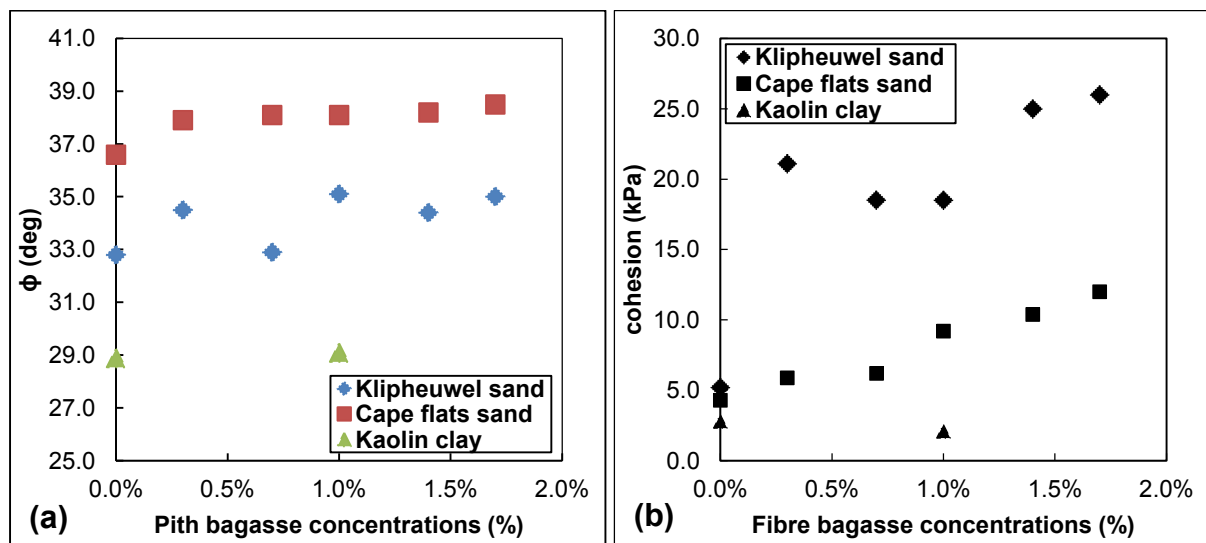 41.0
39.0
37.0
35.0
33.0
31.0
29.0
27.0
25.0
ϕ (deg)
Klipheuwel sand
Cape flats sand
Kaolin clay
0.0% 0.5% 1.0% 1.5% 2.0%
(a)
Pith bagasse concentrations (%)
30.0
25.0
20.0
15.0
10.0
5.0
0.0
cohesion (kPa)
Klipheuwel sand
Cape flats sand
Kaolin clay
0.0% 0.5% 1.0% 1.5% 2.0%
(b)
Fibre bagasse concentrations (%)